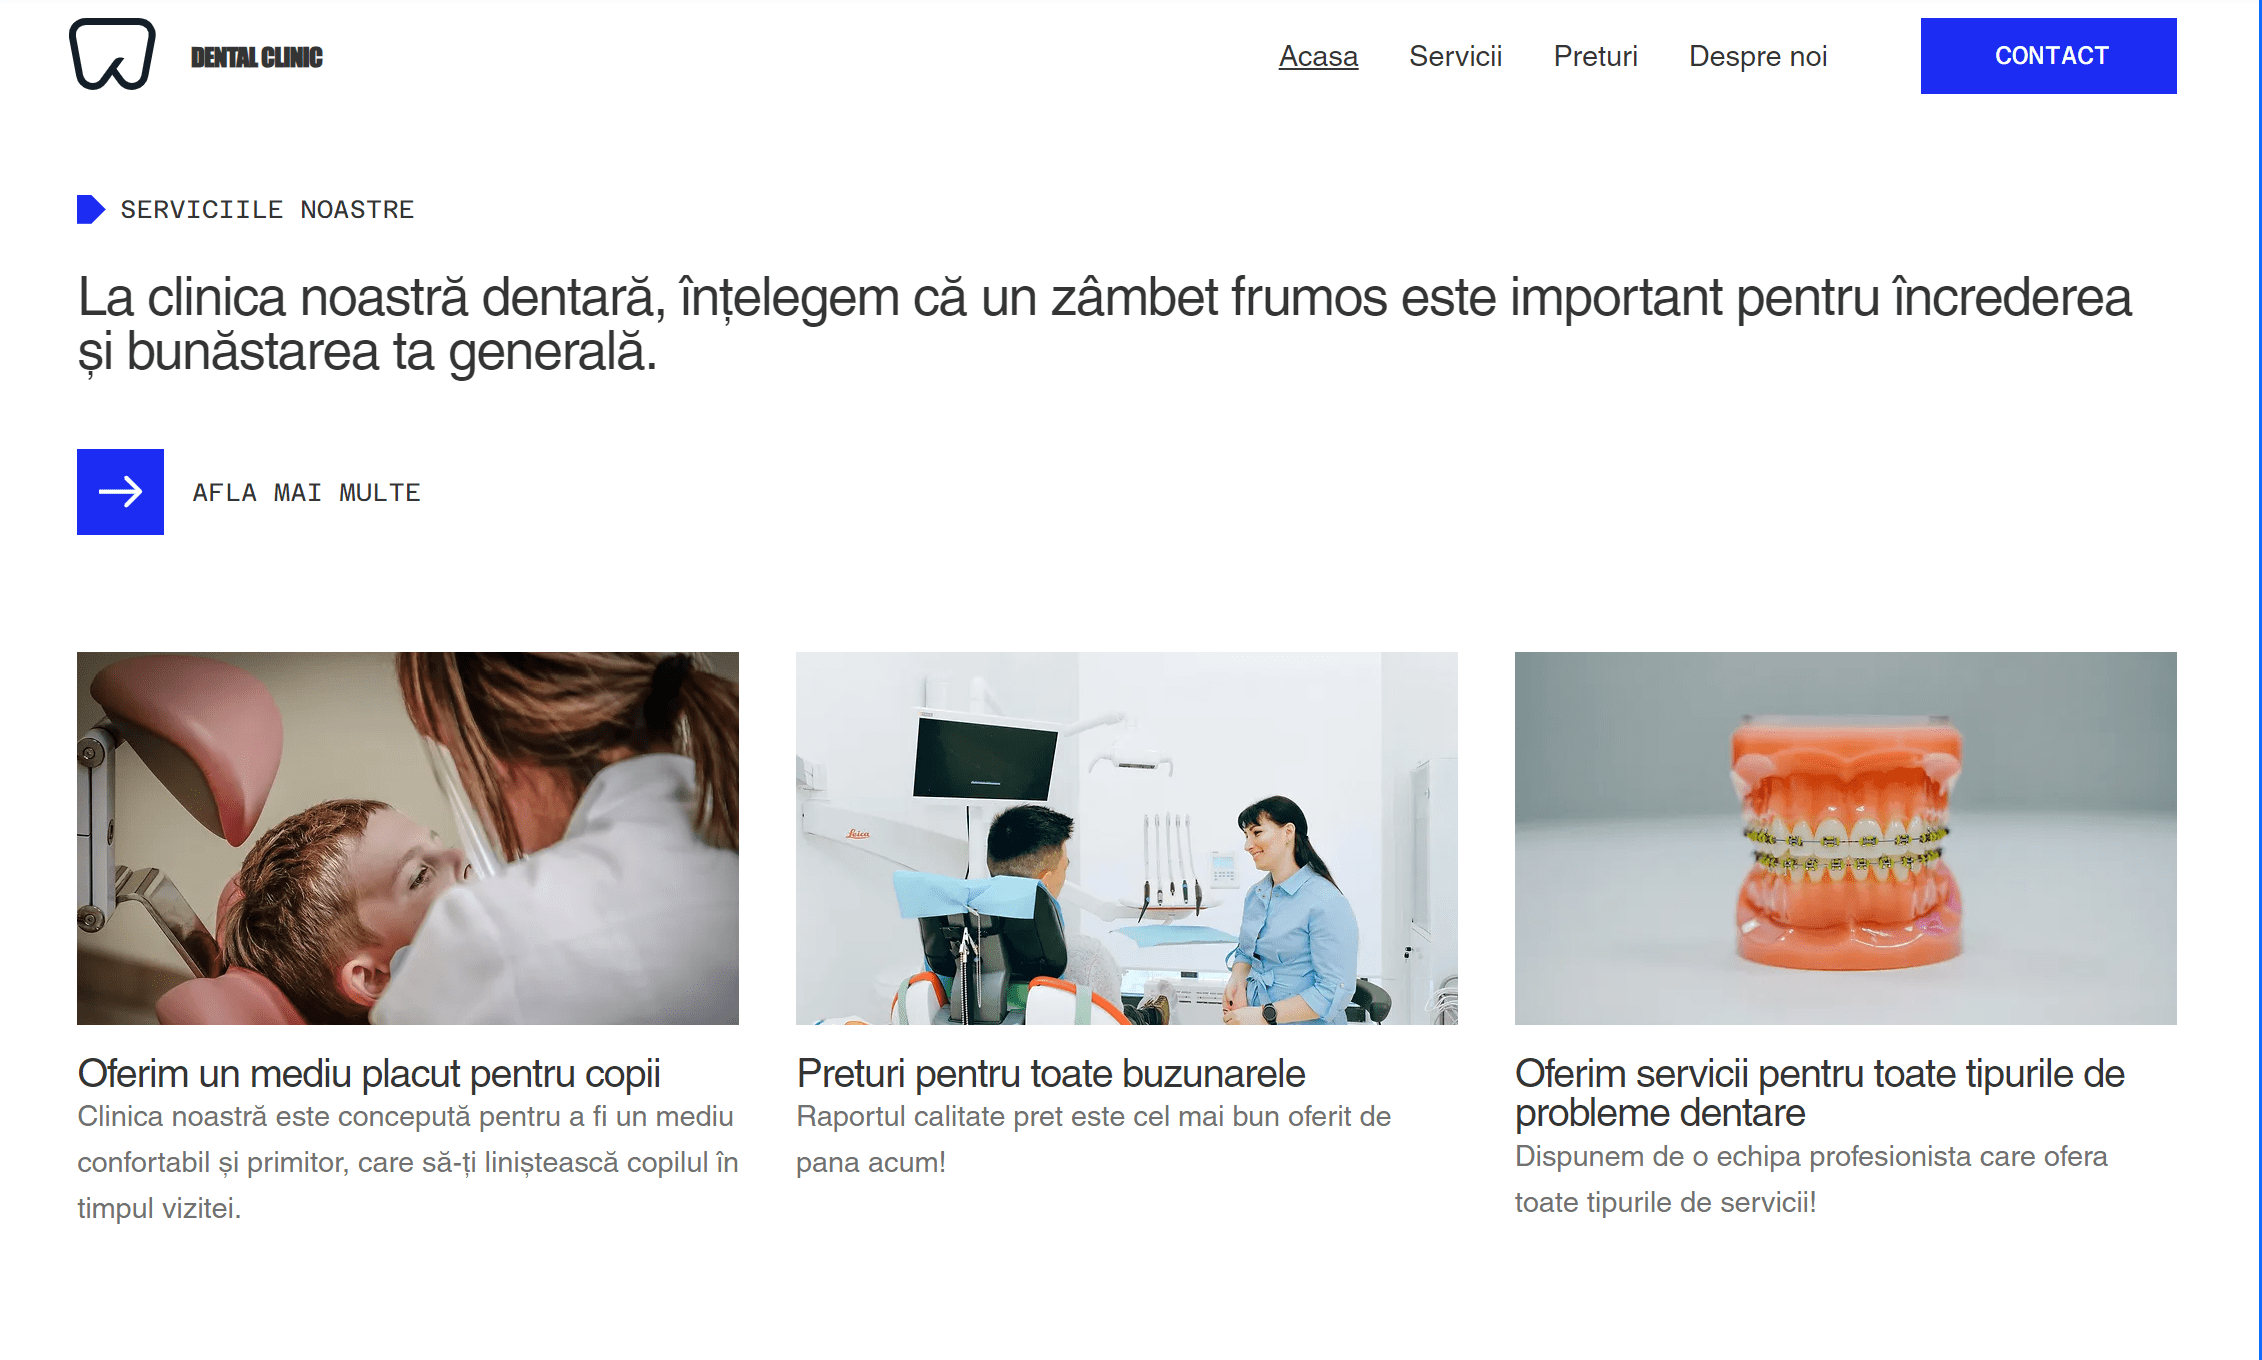 DENTAL CLINIC
Acasa
Servicii
Preturi
Despre noi
CONTACT
SERVICIILE NOASTRE
La clinica noastră dentară, înțelegem că un zâmbet frumos este important pentru încrederea
și bunăstarea ta generală.
AFLA MAI MULTE
Leica
Oferim un mediu placut pentru copii
Clinica noastră este concepută pentru a fi un mediu
confortabil și primitor, care să-ți liniștească copilul în
timpul vizitei.
Preturi pentru toate buzunarele
Raportul calitate pret este cel mai bun oferit de
pana acum!
Oferim servicii pentru toate tipurile de
probleme dentare
Dispunem de o echipa profesionista care ofera
toate tipurile de servicii!